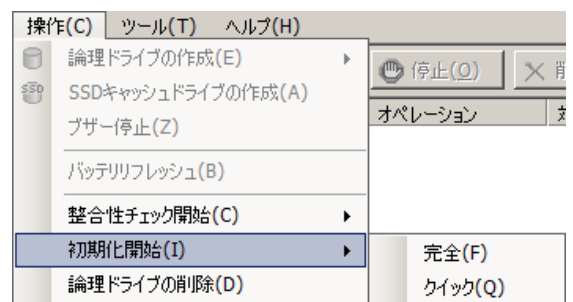 操作(C) ツール(T) ヘルプ(H)
論理ドライブの作成(E)
停止(O)
SSD
SSDキャッシュドライブの作成(A)
オペレーション
ブザー停止(Z)
バッテリリフレッシュ(B)
整合性チェック開始(C)
初期化開始(I)
完全(F)
論理ドライブの削除(D)
クイック(Q)